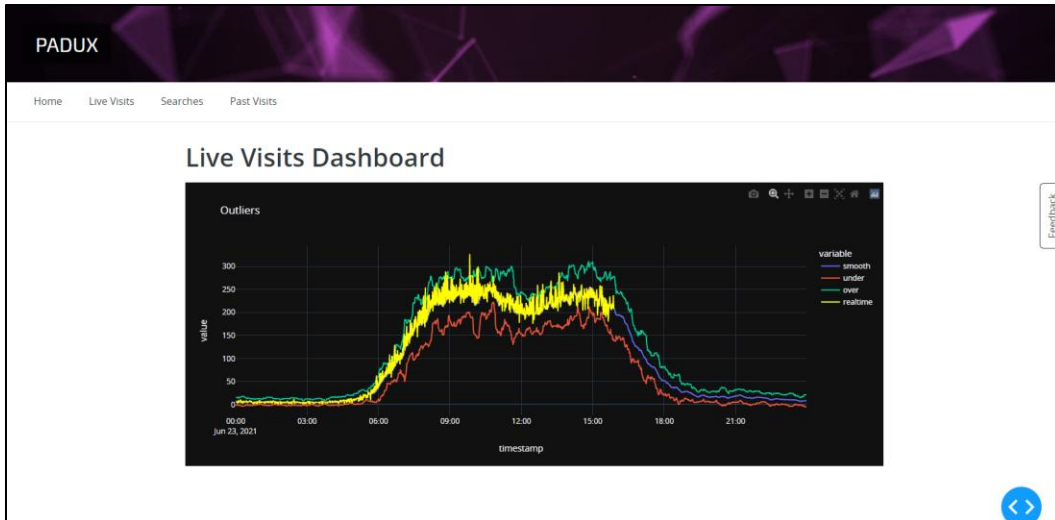 PADUX
Home Live Visits Searches Past Visits
Live Visits Dashboard
Outliers
variable
smooth
under
over
realtime
300
250
200
150
100
50
0
value
00:00 03:00 06:00 09:00 12:00 15:00 18:00 21:00
Jun 23, 2021
timestamp
Feedback